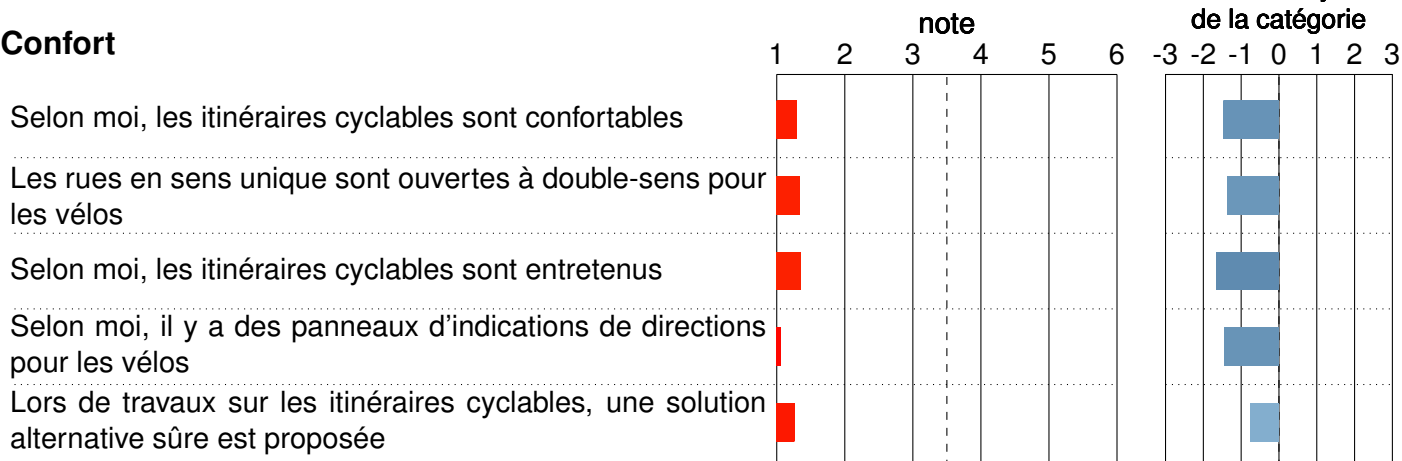 note
de la catégorie
Confort
1 2 3 4 5 6 -3 -2 -1 0 1 2 3
Selon moi, les itinéraires cyclables sont confortables
Les rues en sens unique sont ouvertes à double-sens pour
les vélos
Selon moi, les itinéraires cyclables sont entretenus
Selon moi, il y a des panneaux d'indications de directions
pour les vélos
Lors de travaux sur les itinéraires cyclables, une solution
alternative sûre est proposée